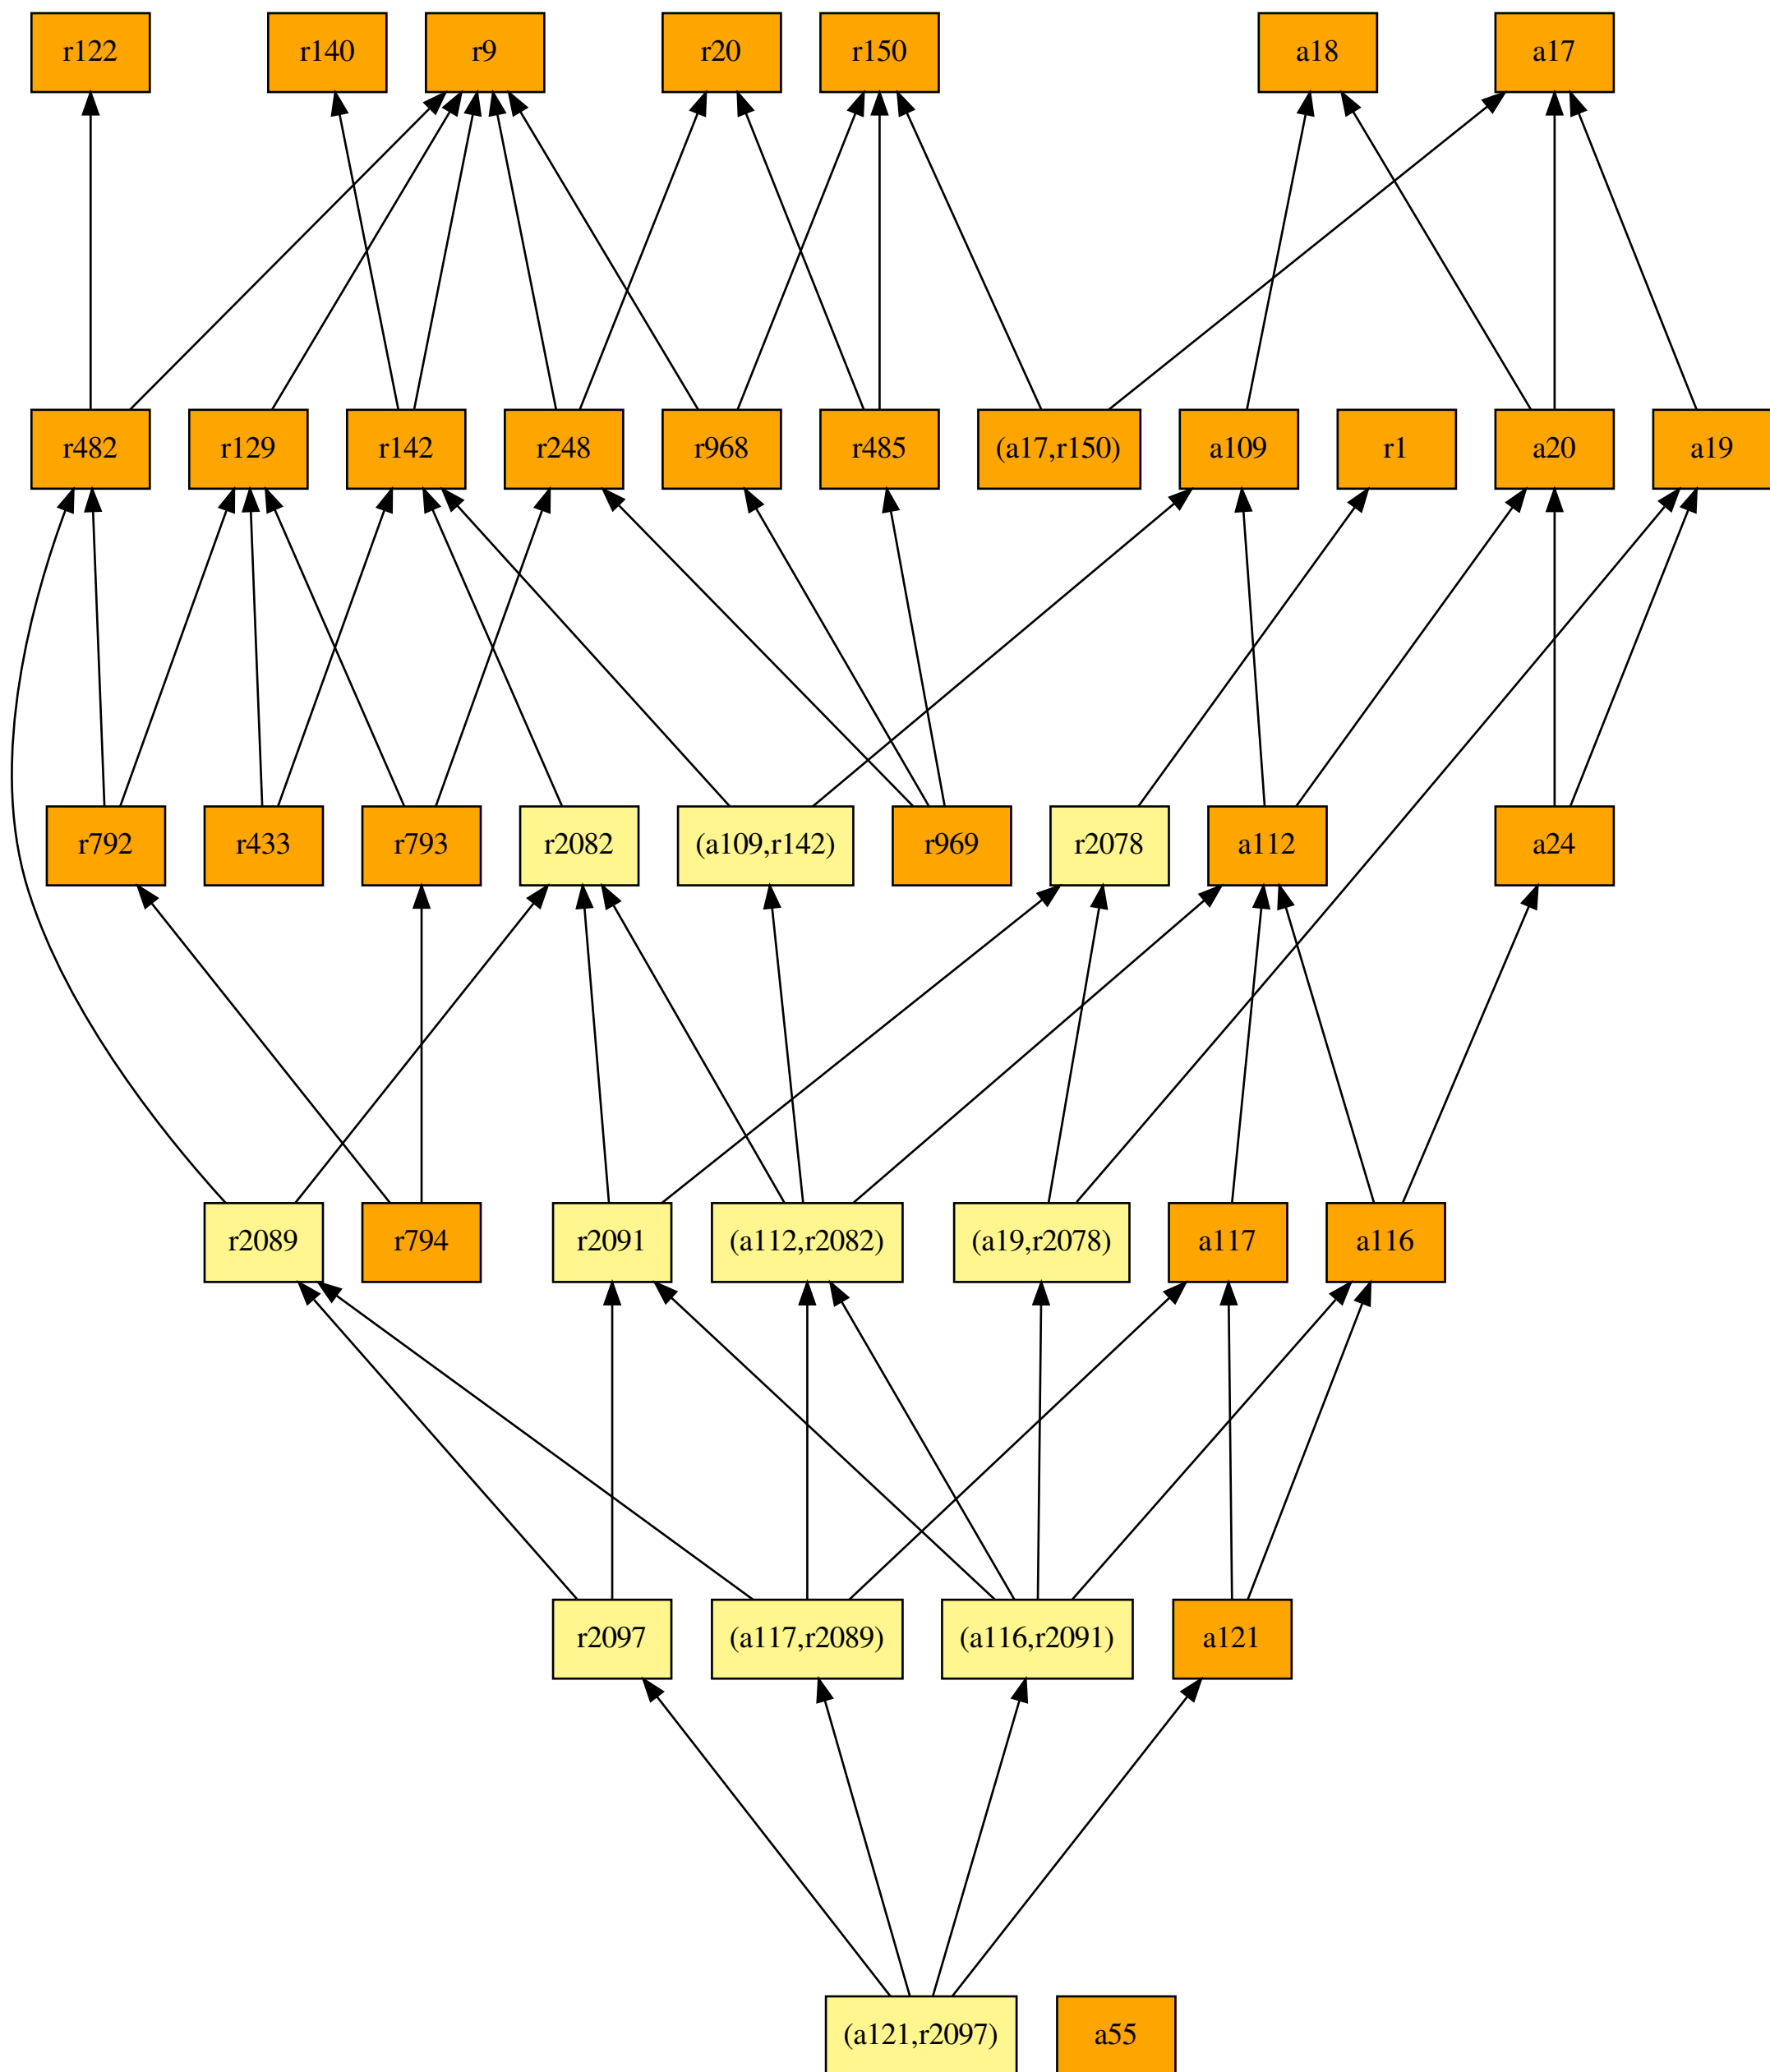 r122
r140
r9
r20
r150
a18
a17
r482
r129
r142
r248
r968
r485
(a17,r150)
a109
r1
a20
a19
r792
r433
r793
r2082
(a109,r142)
r969
r2078
a112
a24
r2089
r794
r2091
(a112,r2082)
(a19,r2078)
a117
a116
r2097
(a117,r2089)
(a116,r2091)
a121
(a121,r2097)
a55